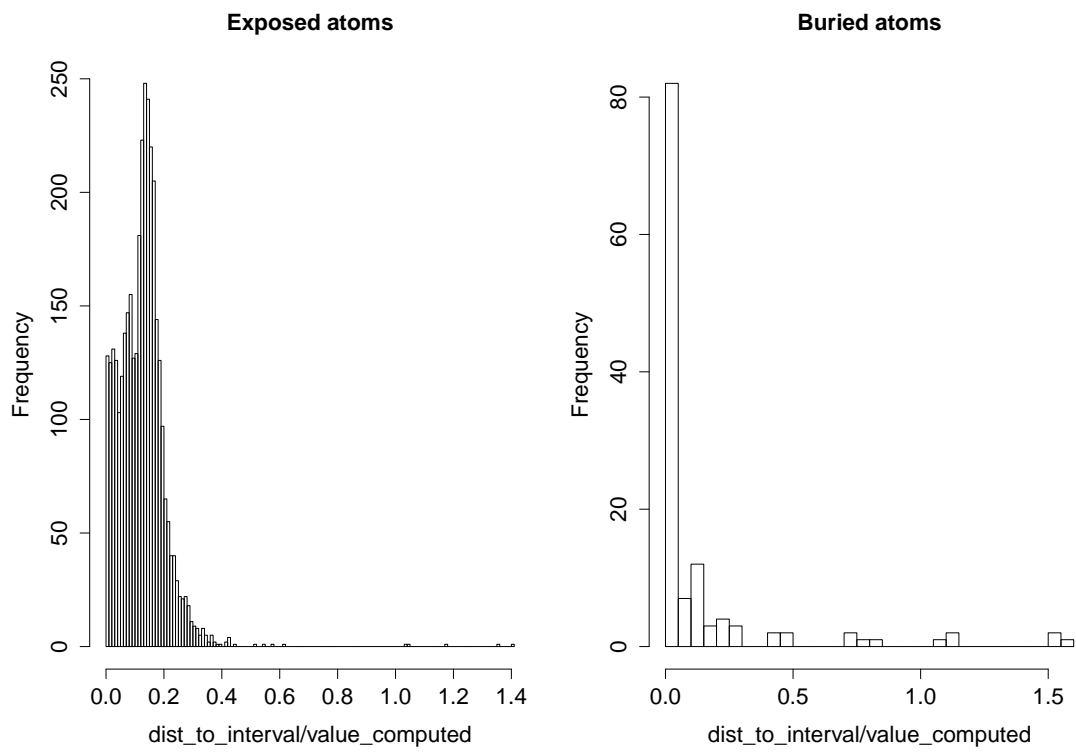 Exposed atoms
Frequency
250
200
150
100
50
0
0.0 0.2 0.4 0.6 0.8 1.0 1.2 1.4
dist_to_interval/value_computed
Buried atoms
Frequency
80
60
40
20
0
0.0 0.5 1.0 1.5
dist_to_interval/value_computed